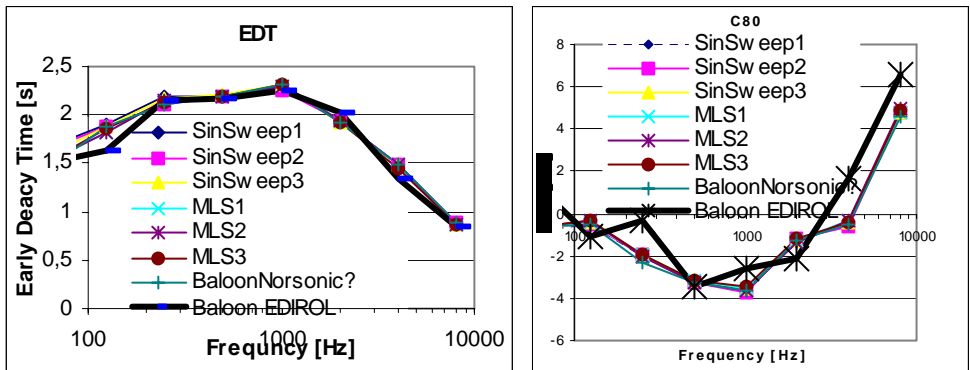 EDT
Early Deacy Time [s]
2,5
2
1,5
1
0,5
0
SinSw eep1
SinSw eep2
SinSw eep3
MLS1
MLS2
MLS3
BaloonNorsonic?
Baloon EDIROL
100
1000
10000
Frequncy [Hz]
C80
8
6
4
2
0
-2
-4
-6
SinSw eep1
SinSw eep2
SinSw eep3
MLS1
MLS2
MLS3
BaloonNorsonic?
Baloon EDIROL
100
1000
10000
Frequency [Hz]